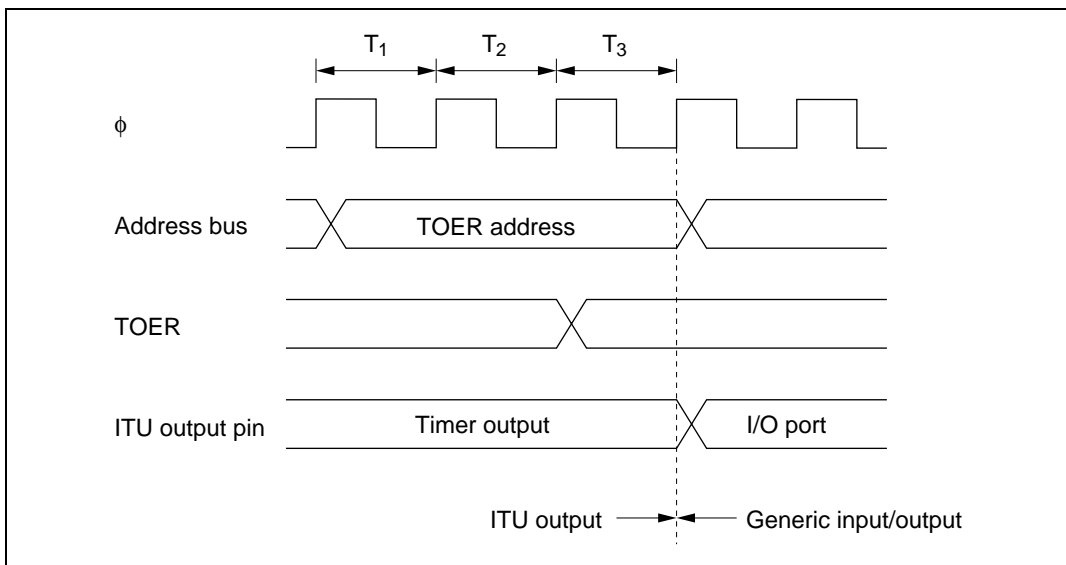 T1 T2 T3
φ
Address bus TOER address
TOER
ITU output pin Timer output I/O port
ITU output Generic input/output